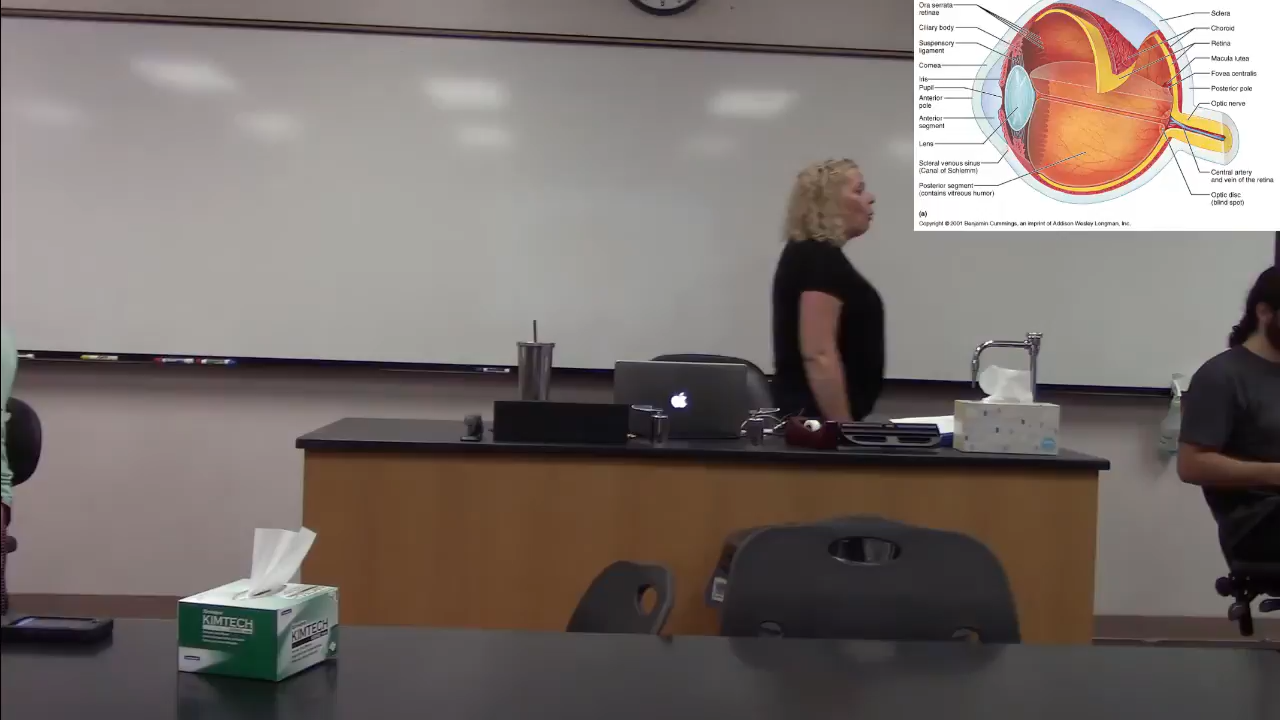 Ora serrata
retinae
Ciliary body
Suspensory
ligament
Cornea
Iris
Pupil
Anterior
pole
Anterior
segment
Lens
Scleral venous sinus
(Canal of Schlemm)
Posterior segment
(contains vitreous humor)
Sclera
Choroid
Retina
Macula lutea
Fovea centralis
Posterior pole
Optic nerve
Central artery
and vein of the retina
Optic disc
(blind spot)
(a)
Copyright © 2001 Benjamin Cummings, an imprint of Addison Wesley Longman, Inc.
KIMTECH
KIMTECH